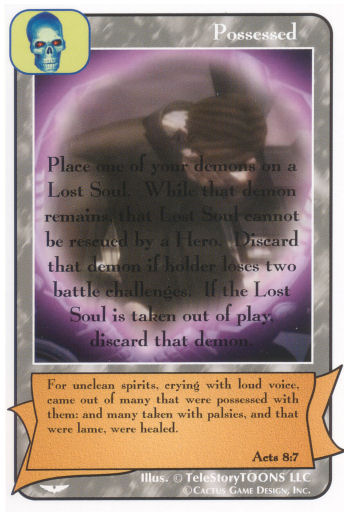 Possessed
Place one of your demons on a
Lost Soul. While that demon
remains, that Lost Soul cannot
be rescued by a Hero. Discard
that demon if holder loses two
battle challenges. If the Lost
Soul is taken out of play,
discard that demon.
For unclean spirits, crying with loud voice,
came out of many that were possessed with
them: and many taken with palsies, and that
were lame, were healed.
Acts 8:7
Illus. © TeleStoryTOONS LLC
©Cactus Game Design, Inc.